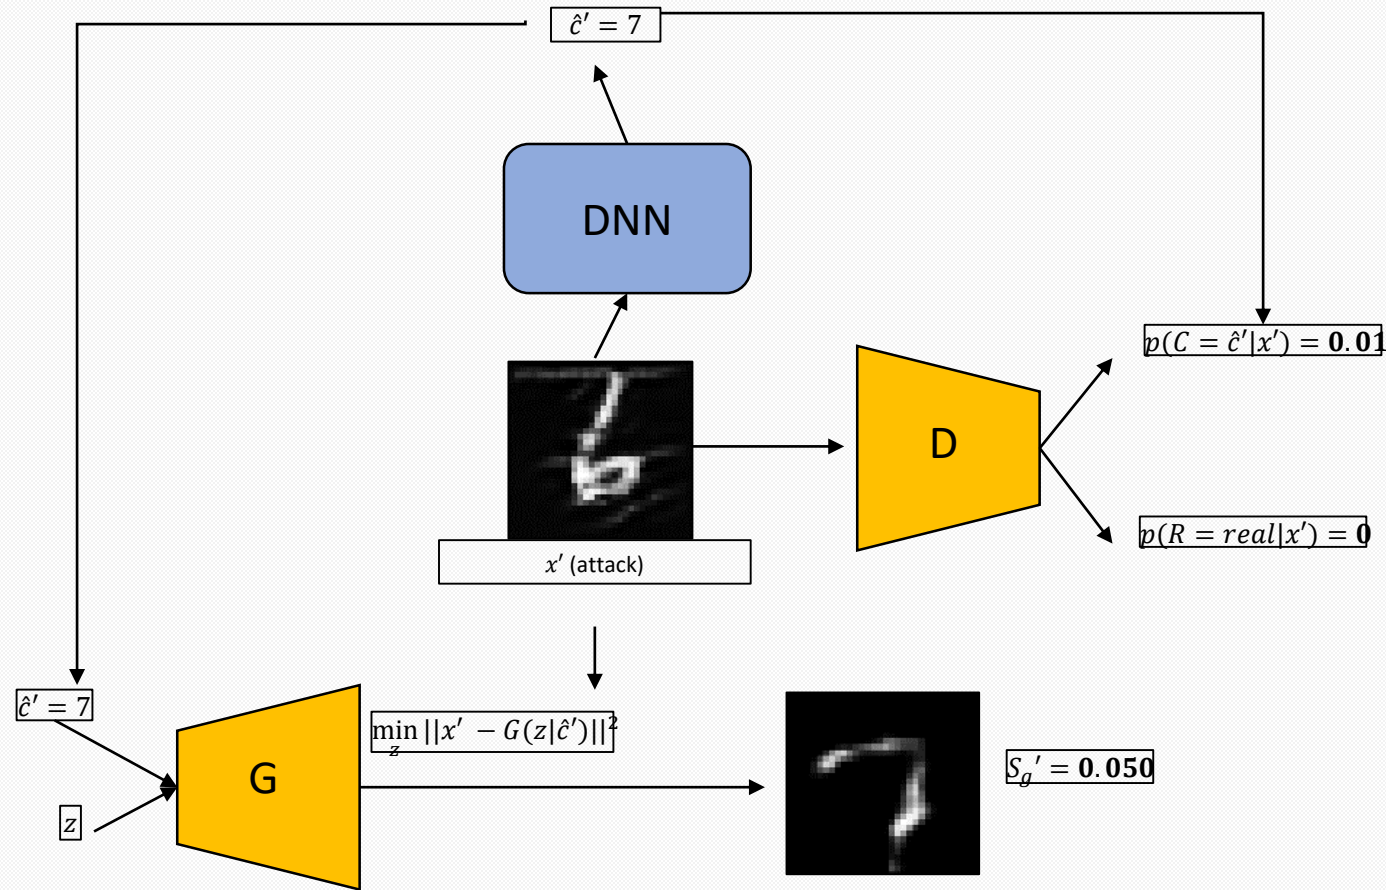 ĉ′ = 7
DNN
p(C = ĉ′|x′) = 0.01
D
p(R = real|x′) = 0
x′ (attack)
ĉ′ = 7
min_z ||x′ − G(z|ĉ′)||²
G
S_g′ = 0.050
z